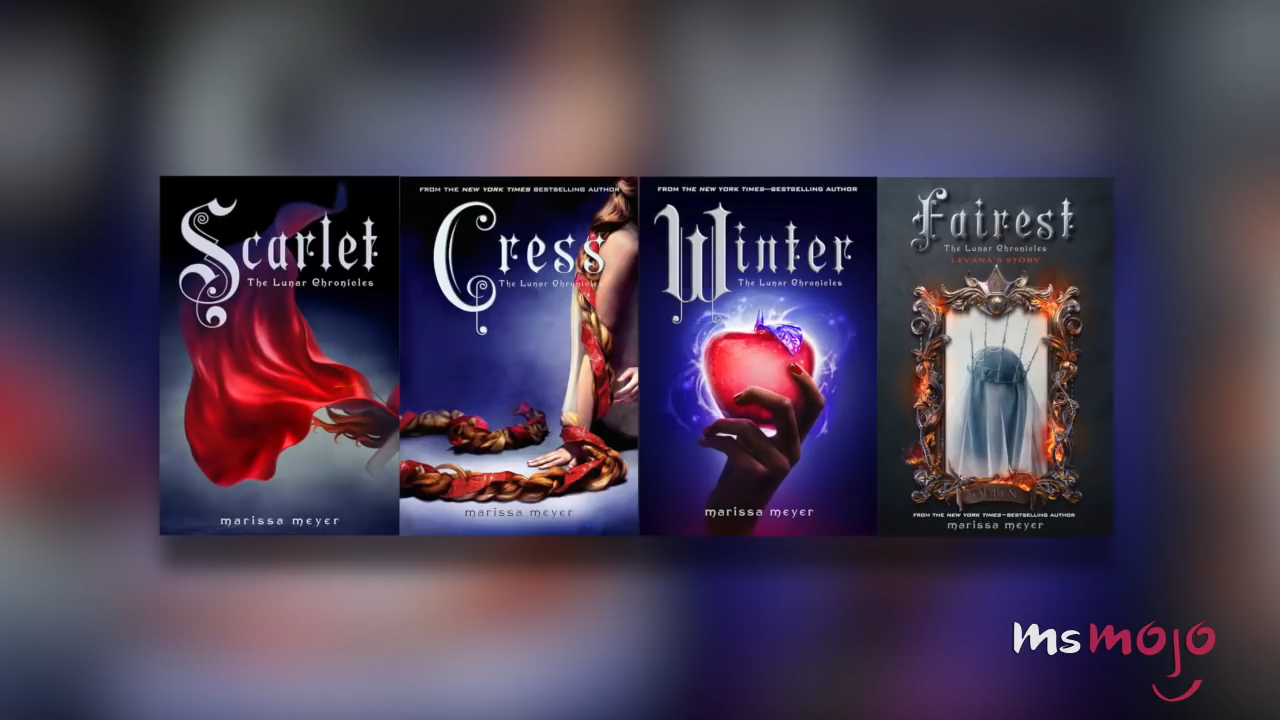 Scarlet
The Lunar Chronicles
marissa meyer
FROM THE NEW YORK TIMES BESTSELLING AUTHOR
Cress
The Lunar Chronicles
marissa meyer
FROM THE NEW YORK TIMES—BESTSELLING AUTHOR
Winter
The Lunar Chronicles
marissa meyer
Fairest
The Lunar Chronicles
LEVANA'S STORY
FROM THE NEW YORK TIMES—BESTSELLING AUTHOR
marissa meyer
msmojo